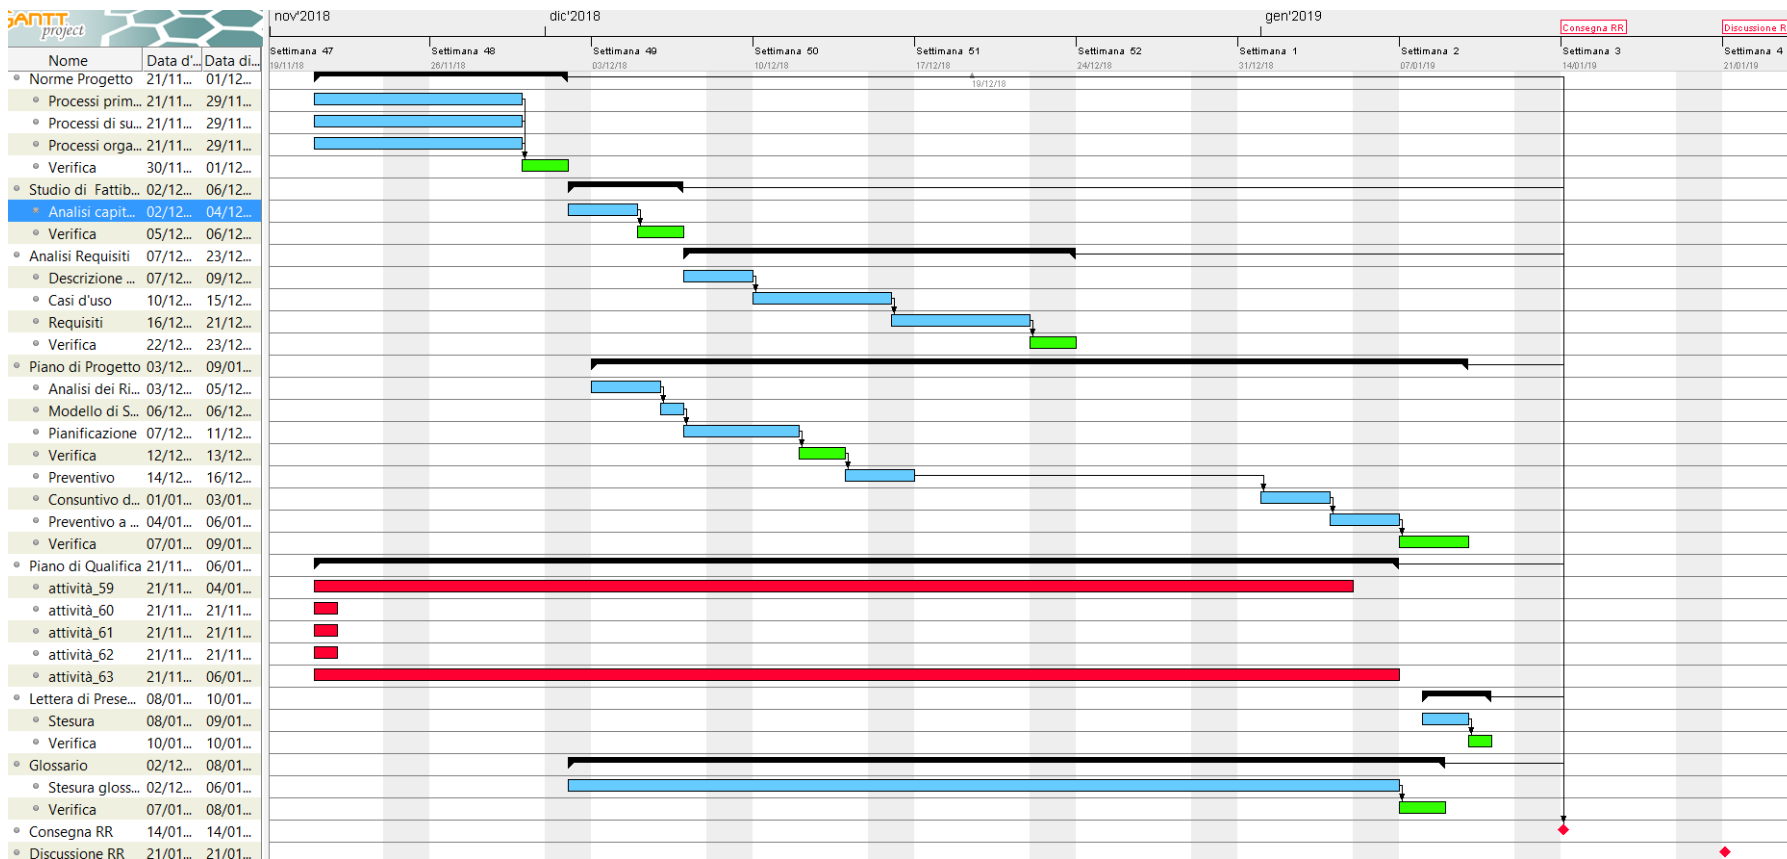 GANTT
project
nov'2018 dic'2018 gen'2019
Consegna RR Discussione R
Settimana 47 Settimana 48 Settimana 49 Settimana 50 Settimana 51 Settimana 52 Settimana 1 Settimana 2 Settimana 3 Settimana 4
19/11/18 26/11/18 03/12/18 10/12/18 17/12/18 24/12/18 31/12/18 07/01/19 14/01/19 21/01/19
19/12/18
Nome Data d'... Data di...
Norme Progetto 21/11... 01/12...
Processi prim... 21/11... 29/11...
Processi di su... 21/11... 29/11...
Processi orga... 21/11... 29/11...
Verifica 30/11... 01/12...
Studio di Fattib... 02/12... 06/12...
Analisi capit... 02/12... 04/12...
Verifica 05/12... 06/12...
Analisi Requisiti 07/12... 23/12...
Descrizione ... 07/12... 09/12...
Casi d'uso 10/12... 15/12...
Requisiti 16/12... 21/12...
Verifica 22/12... 23/12...
Piano di Progetto 03/12... 09/01...
Analisi dei Ri... 03/12... 05/12...
Modello di S... 06/12... 06/12...
Pianificazione 07/12... 11/12...
Verifica 12/12... 13/12...
Preventivo 14/12... 16/12...
Consuntivo d... 01/01... 03/01...
Preventivo a ... 04/01... 06/01...
Verifica 07/01... 09/01...
Piano di Qualifica 21/11... 06/01...
attività_59 21/11... 04/01...
attività_60 21/11... 21/11...
attività_61 21/11... 21/11...
attività_62 21/11... 21/11...
attività_63 21/11... 06/01...
Lettera di Prese... 08/01... 10/01...
Stesura 08/01... 09/01...
Verifica 10/01... 10/01...
Glossario 02/12... 08/01...
Stesura gloss... 02/12... 06/01...
Verifica 07/01... 08/01...
Consegna RR 14/01... 14/01...
Discussione RR 21/01... 21/01...